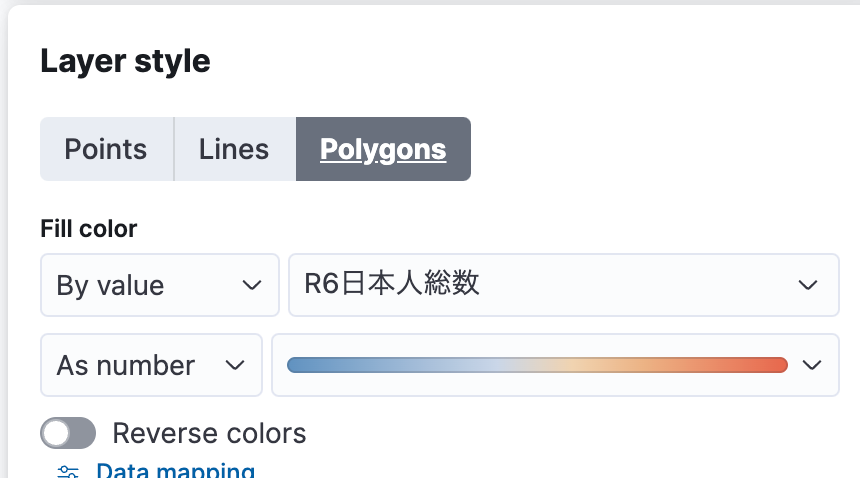 Layer style
Points Lines Polygons
Fill color
By value R6日本人総数
As number
Reverse colors
Data mapping